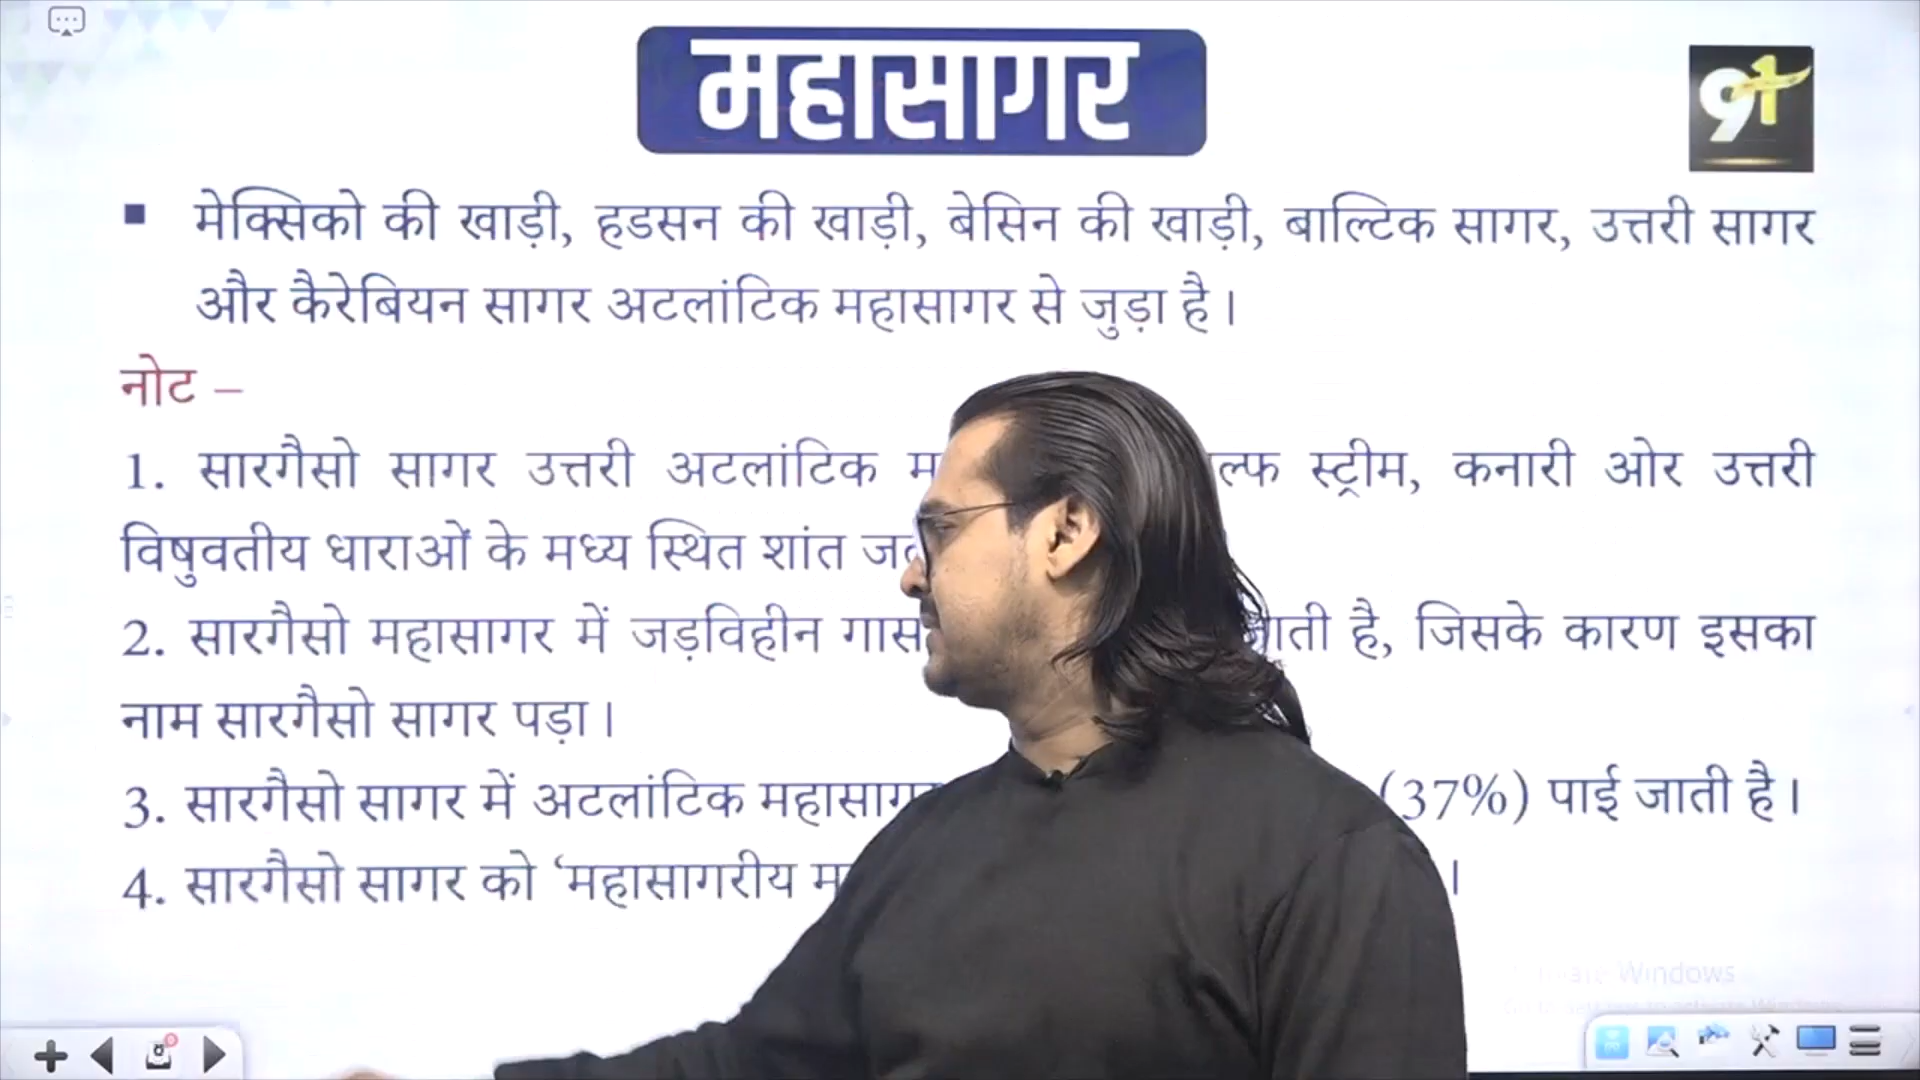 महासागर
91
▪ मेक्सिको की खाड़ी, हडसन की खाड़ी, बेसिन की खाड़ी, बाल्टिक सागर, उत्तरी सागर
और कैरेबियन सागर अटलांटिक महासागर से जुड़ा है।
नोट –
1. सारगैसो सागर उत्तरी अटलांटिक स्ट्रीम, कनारी ओर उत्तरी
विषुवतीय धाराओं के मध्य स्थित शांत
2. सारगैसो महासागर में जड़विहीन है, जिसके कारण इसका
नाम सारगैसो सागर पड़ा।
3. सारगैसो सागर में अटलांटिक (37%) पाई जाती है।
4. सारगैसो सागर को ‘महासागरीय ।
Windows